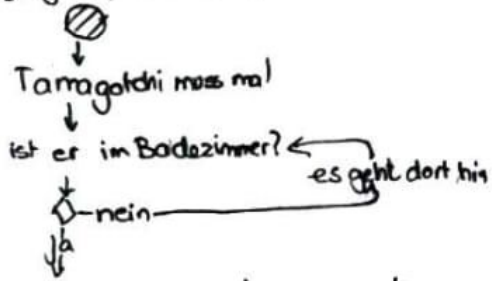 Tamagotchi muss mal
ist er im Badezimmer?
es geht dort hin
nein
ja